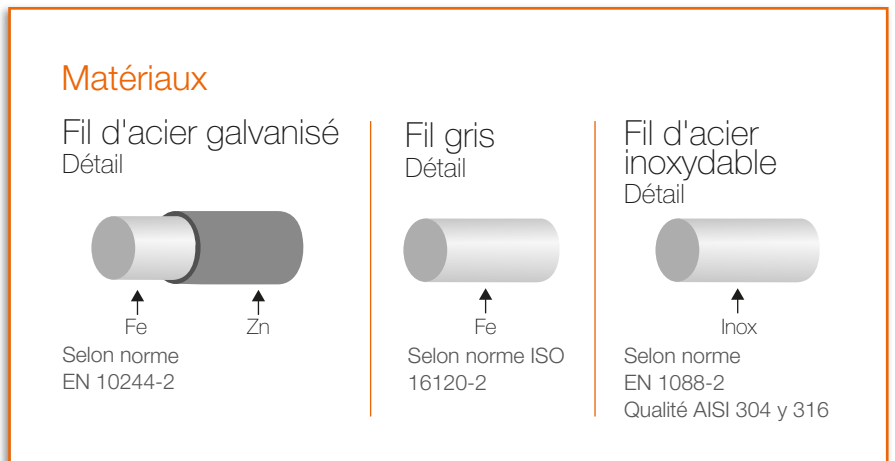 Matériaux
Fil d'acier galvanisé
Détail
Fe
Zn
Selon norme
EN 10244-2
Fil gris
Détail
Fe
Selon norme ISO
16120-2
Fil d'acier
inoxydable
Détail
Inox
Selon norme
EN 1088-2
Qualité AISI 304 y 316